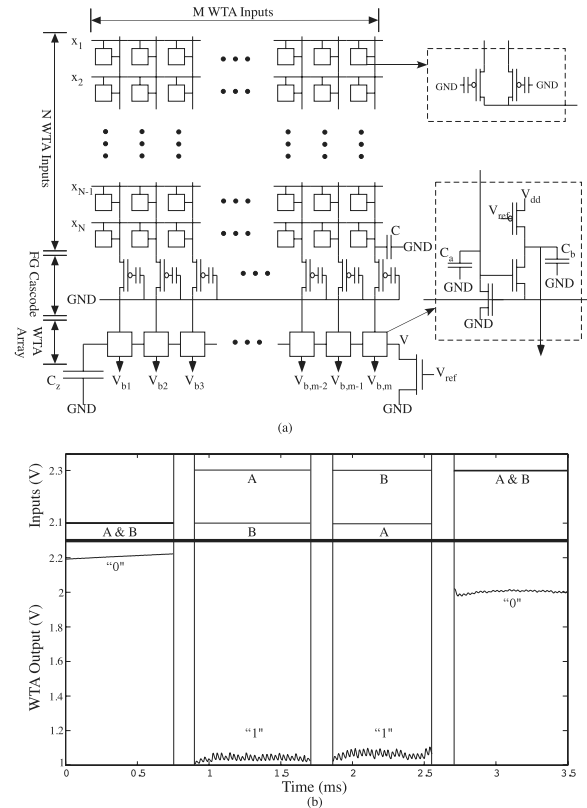 (a)
M WTA Inputs
x1
x2
• • •
xN-1
xN
N WTA Inputs
FG Cascode
WTA Array
C
GND
GND
Cz
GND
Vb1
Vb2
Vb3
Vb,m-2
Vb,m-1
Vb,m
V
Vref
GND
GND
GND
Vdd
Vref
Ca
GND
Cb
GND
GND
(a)
Inputs (V)
2.3
2.1
A & B
A
B
B
A
A & B
WTA Output (V)
2.2
2
1.8
1.6
1.4
1.2
1
"0"
"1"
"1"
"0"
0
0.5
1
1.5
2
2.5
3
3.5
Time (ms)
(b)